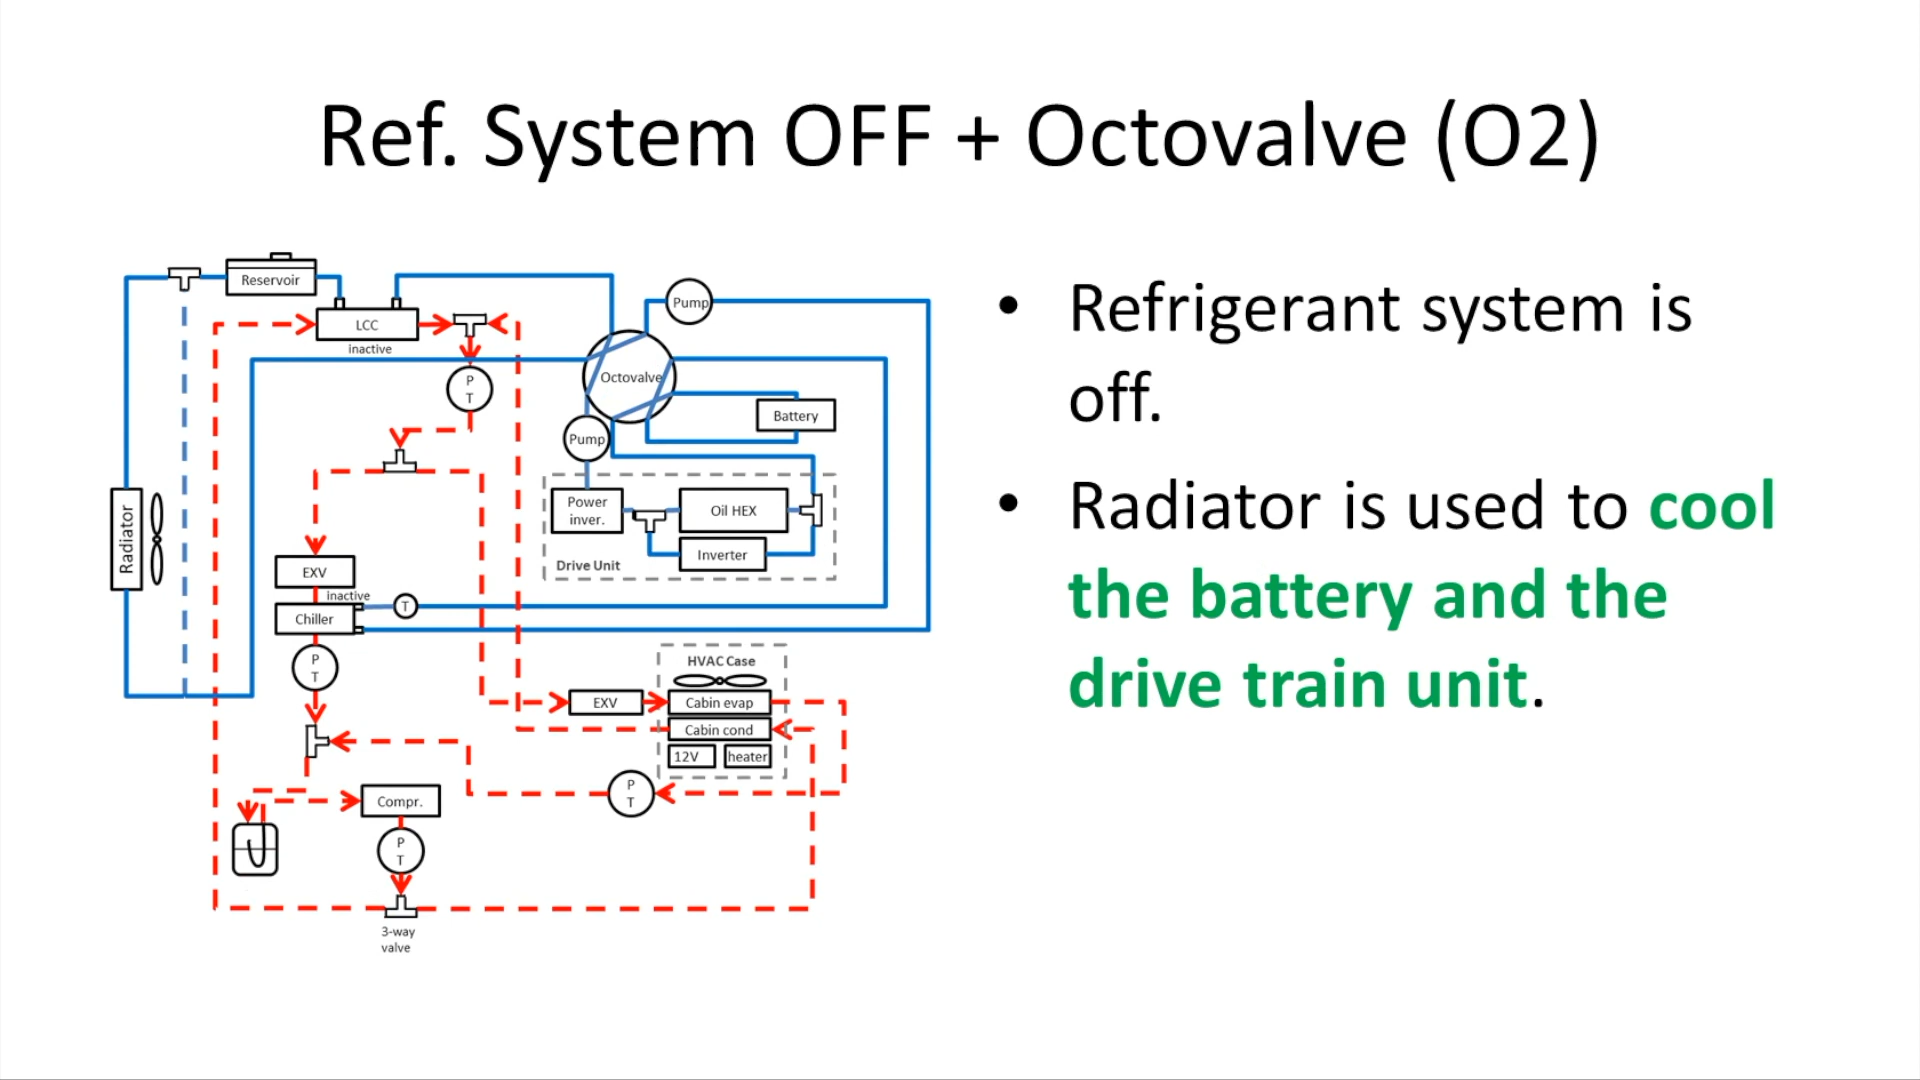 Ref. System OFF + Octovalve (O2)
• Refrigerant system is
off.
• Radiator is used to cool
the battery and the
drive train unit.
Reservoir
Pump
LCC
inactive
P
T
Octovalve
Battery
Pump
Power
inver.
Oil HEX
Inverter
Drive Unit
Radiator
EXV
inactive
Chiller
T
P
T
HVAC Case
EXV
Cabin evap
Cabin cond
12V
heater
P
T
Compr.
P
T
3-way
valve